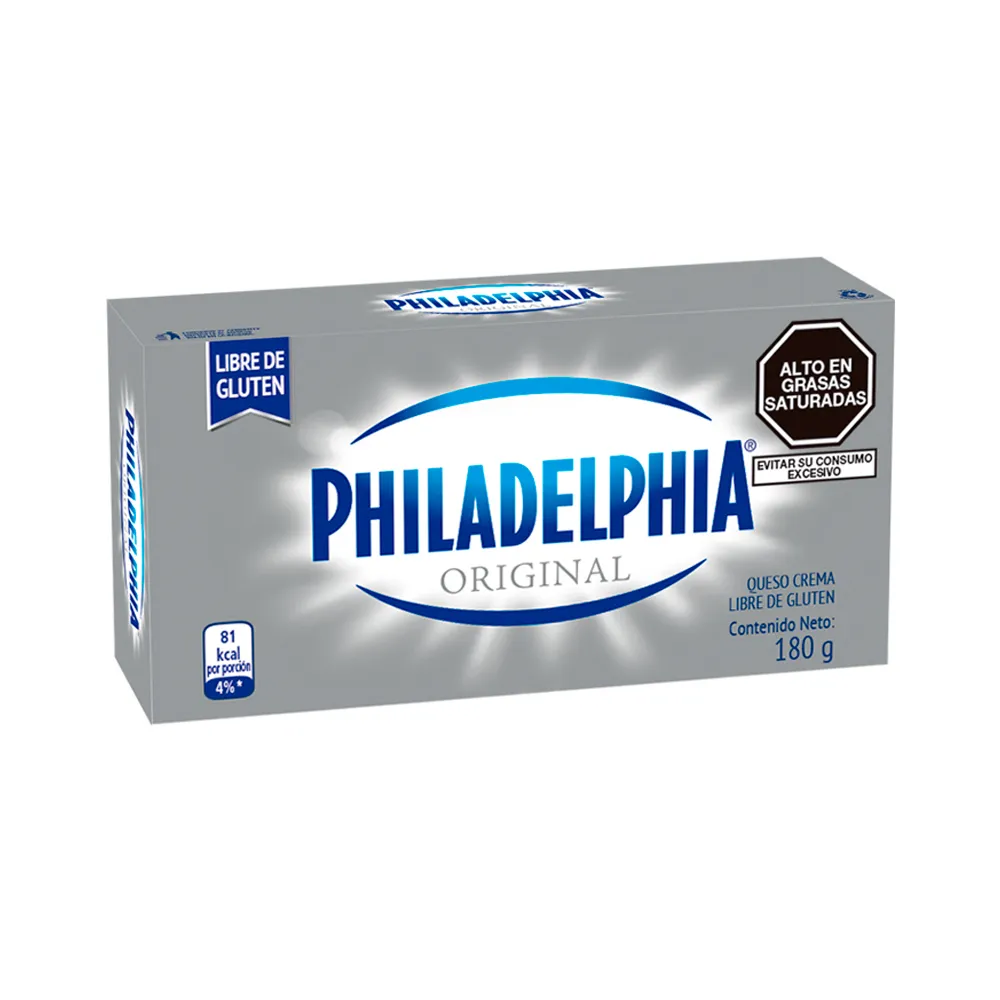 PHILADELPHIA
ORIGINAL
LIBRE DE
GLUTEN
ALTO EN
GRASAS
SATURADAS
EVITAR SU CONSUMO
EXCESIVO
PHILADELPHIA®
ORIGINAL
PHILADELPHIA
QUESO CREMA
LIBRE DE GLUTEN
Contenido Neto:
180 g
81
kcal
por porción
4%*